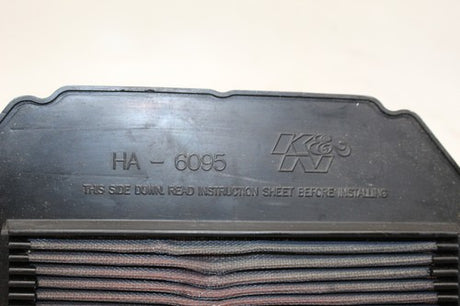 HA - 6095 K&N
THIS SIDE DOWN. READ INSTRUCTION SHEET BEFORE INSTALLING